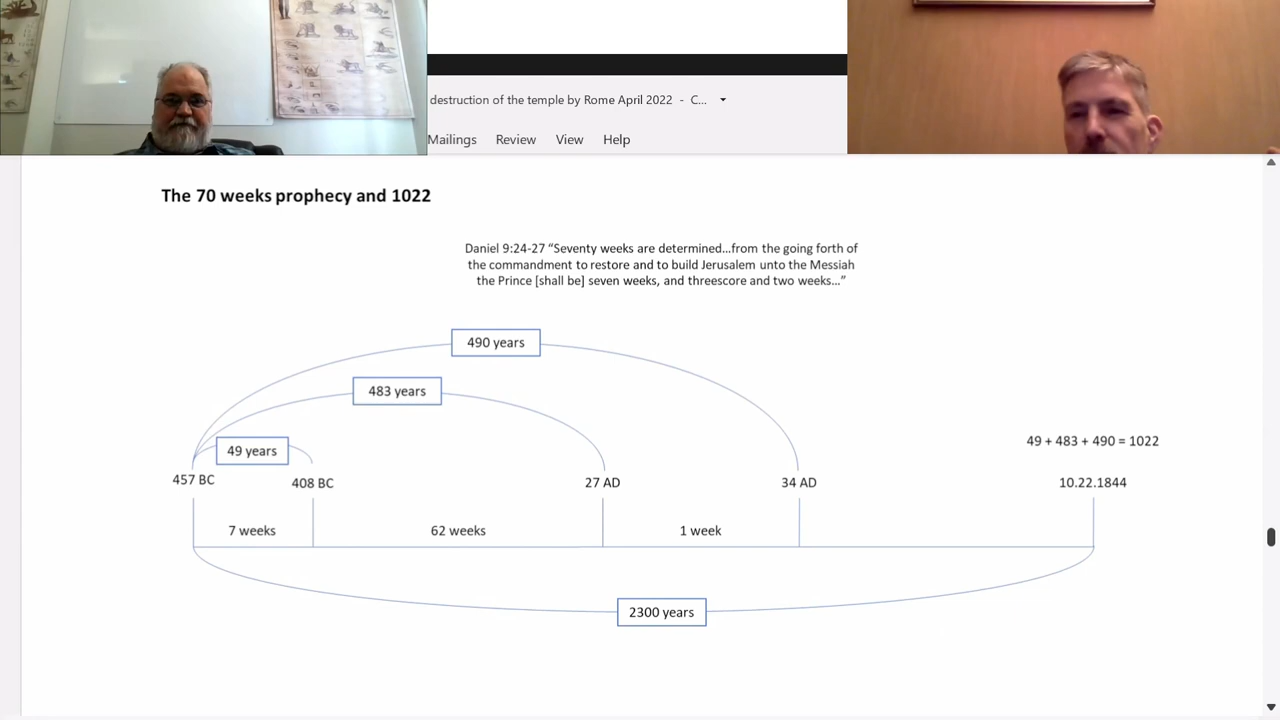 destruction of the temple by Rome April 2022 - C...
Mailings Review View Help
The 70 weeks prophecy and 1022
Daniel 9:24-27 “Seventy weeks are determined…from the going forth of
the commandment to restore and to build Jerusalem unto the Messiah
the Prince [shall be] seven weeks, and threescore and two weeks…”
490 years
483 years
49 + 483 + 490 = 1022
49 years
457 BC
408 BC
27 AD
34 AD
10.22.1844
7 weeks
62 weeks
1 week
2300 years